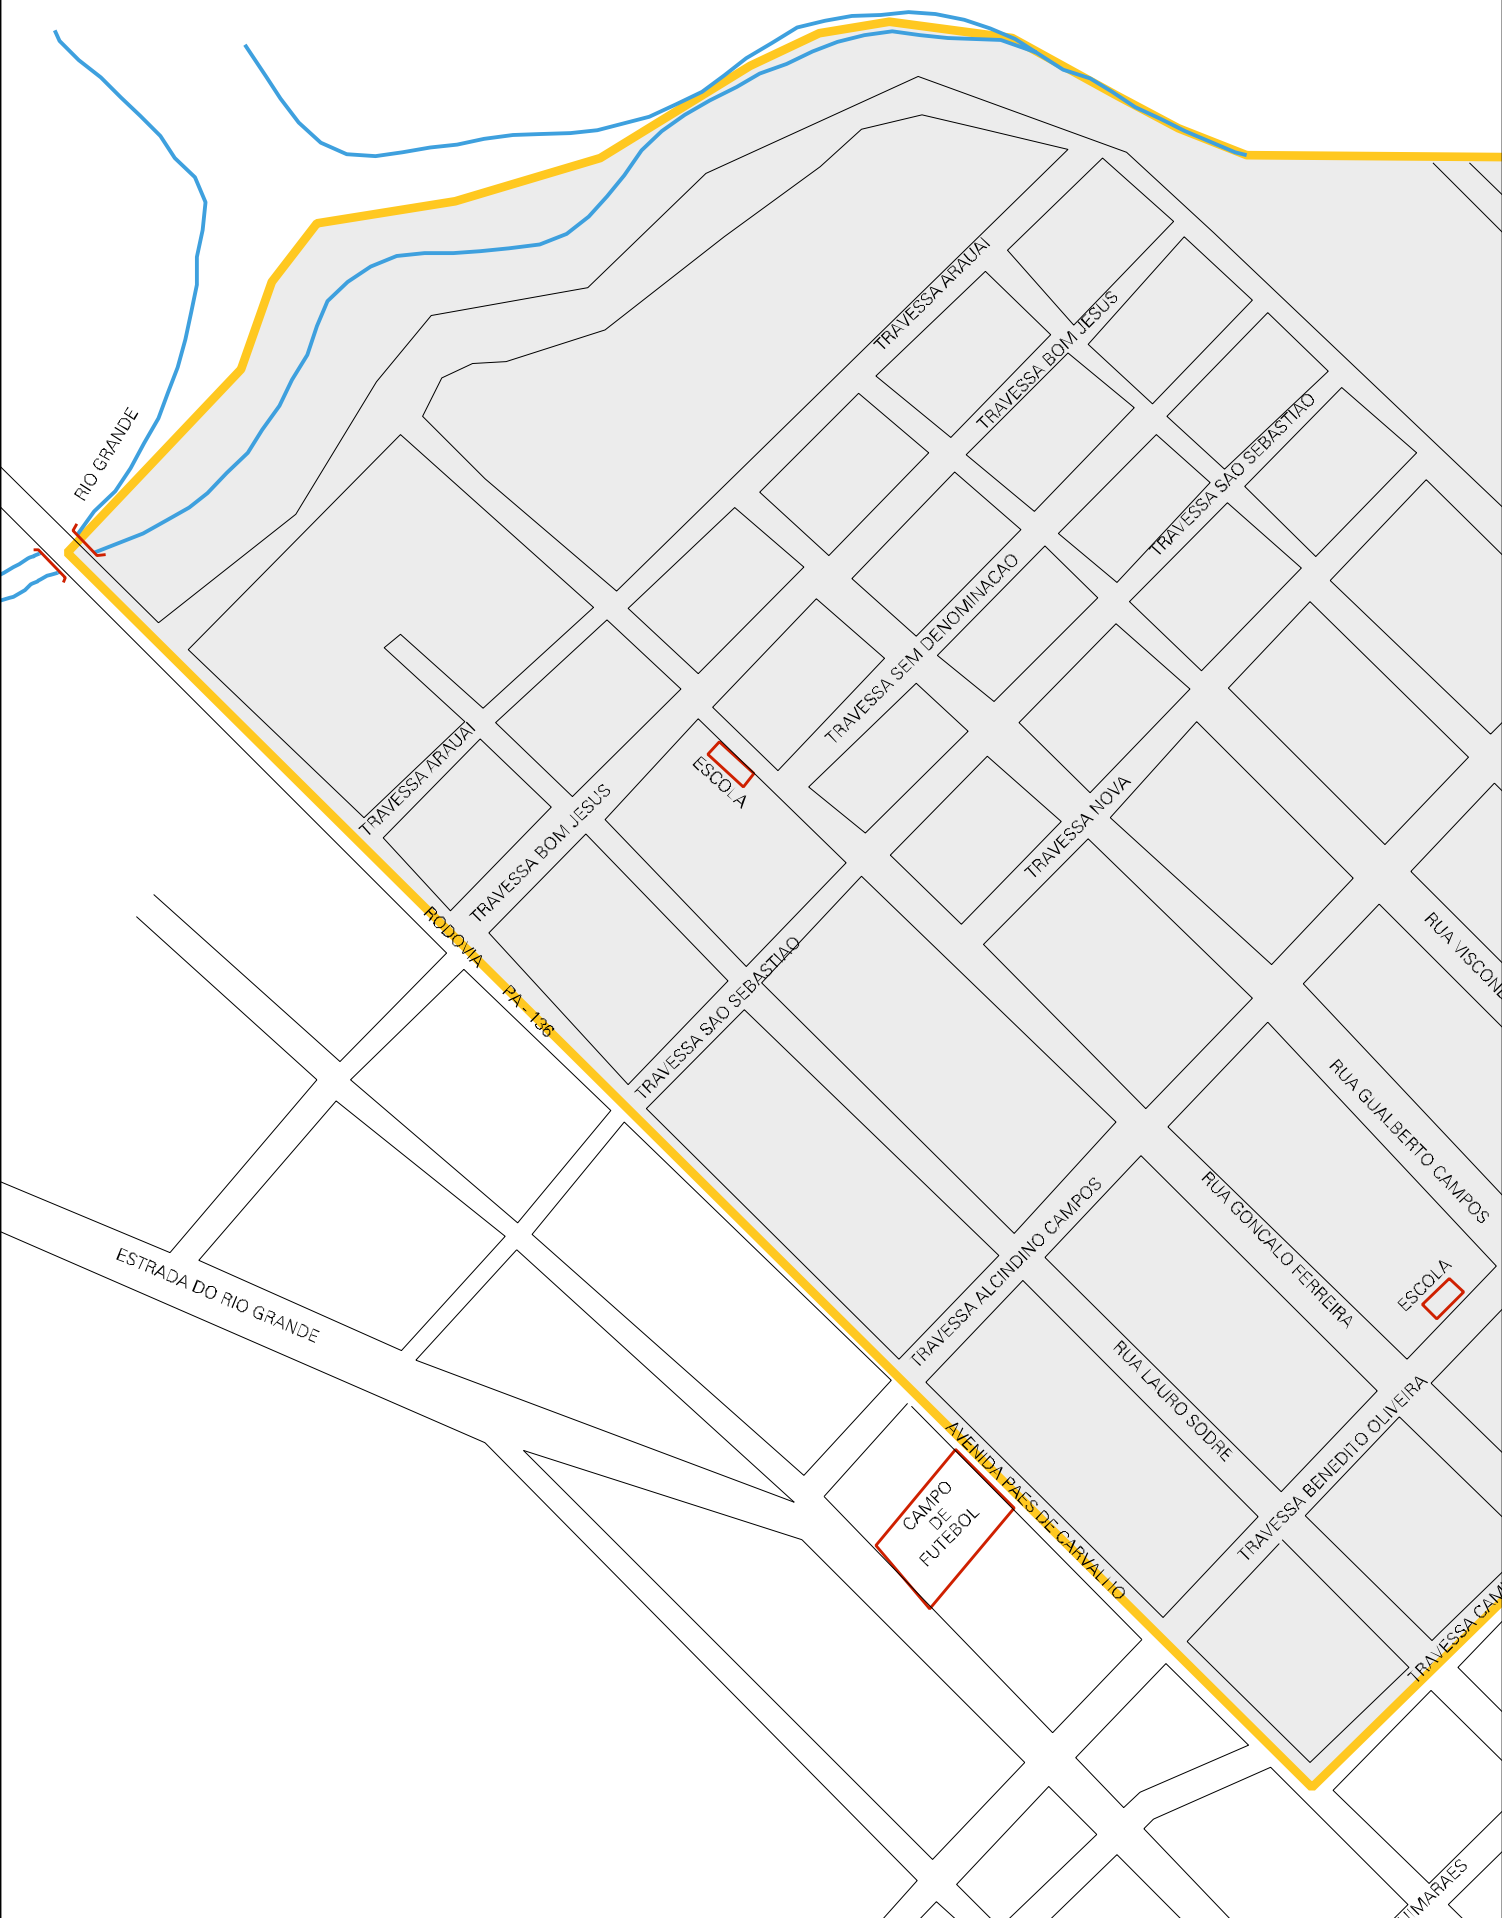 TRAVESSA ARAUAI
TRAVESSA BOM JESUS
RIO GRANDE
TRAVESSA SAO SEBASTIAO
TRAVESSA SEM DENOMINACAO
TRAVESSA ARAUAI
ESCOLA
TRAVESSA BOM JESUS
TRAVESSA NOVA
RODOVIA PA - 136
TRAVESSA SAO SEBASTIAO
RUA GUALBERTO CAMPOS
TRAVESSA ALCINDINO CAMPOS
RUA GONCALO FERREIRA
ESTRADA DO RIO GRANDE
ESCOLA
RUA LAURO SODRE
TRAVESSA BENEDITO OLIVEIRA
AVENIDA PAES DE CARVALHO
CAMPO
DE
FUTEBOL
RUA
TRAVESSA